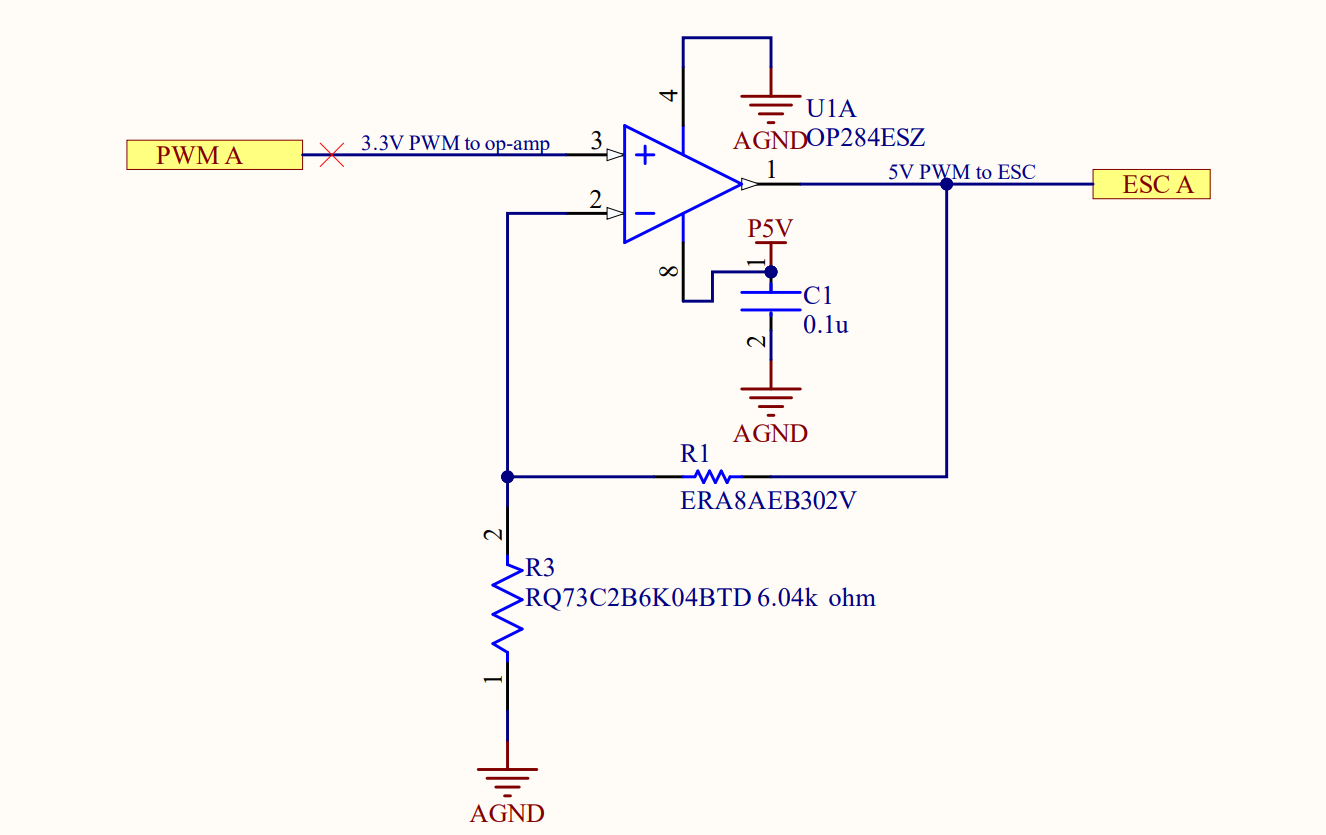 4
U1A
AGND
OP284ESZ
PWM A
3.3V PWM to op-amp
3
1
5V PWM to ESC
ESC A
2
P5V
8
1
C1
0.1u
2
AGND
R1
ERA8AEB302V
2
R3
RQ73C2B6K04BTD 6.04k ohm
1
AGND